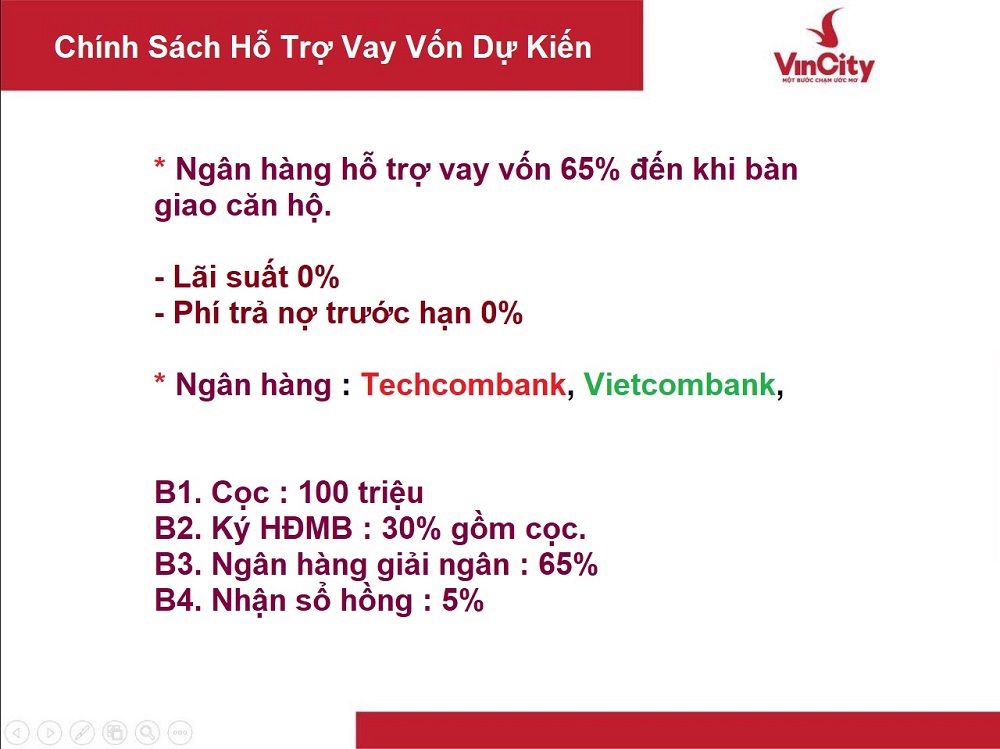 Chính Sách Hỗ Trợ Vay Vốn Dự Kiến
VINCITY
MỘT BƯỚC CHẠM ƯỚC MƠ
* Ngân hàng hỗ trợ vay vốn 65% đến khi bàn
giao căn hộ.
- Lãi suất 0%
- Phí trả nợ trước hạn 0%
* Ngân hàng : Techcombank, Vietcombank,
B1. Cọc : 100 triệu
B2. Ký HĐMB : 30% gồm cọc.
B3. Ngân hàng giải ngân : 65%
B4. Nhận sổ hồng : 5%